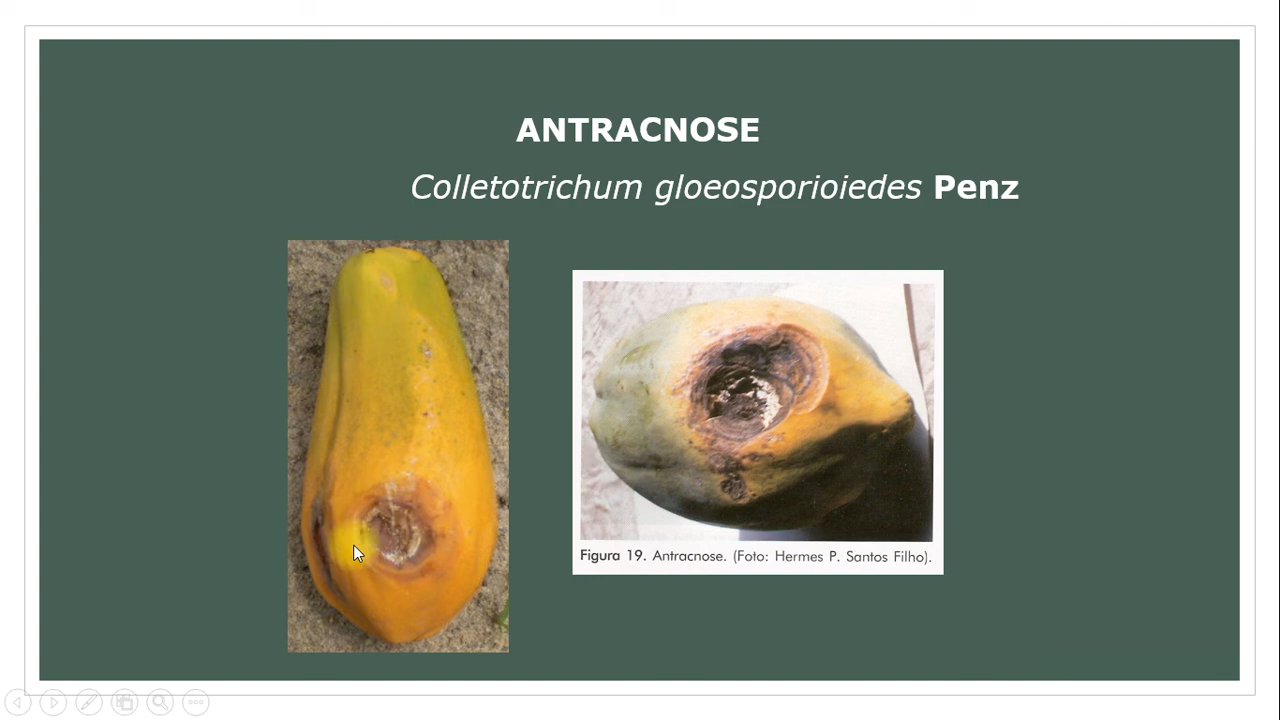 ANTRACNOSE
Colletotrichum gloeosporioiedes Penz
Figura 19. Antracnose. (Foto: Hermes P. Santos Filho).